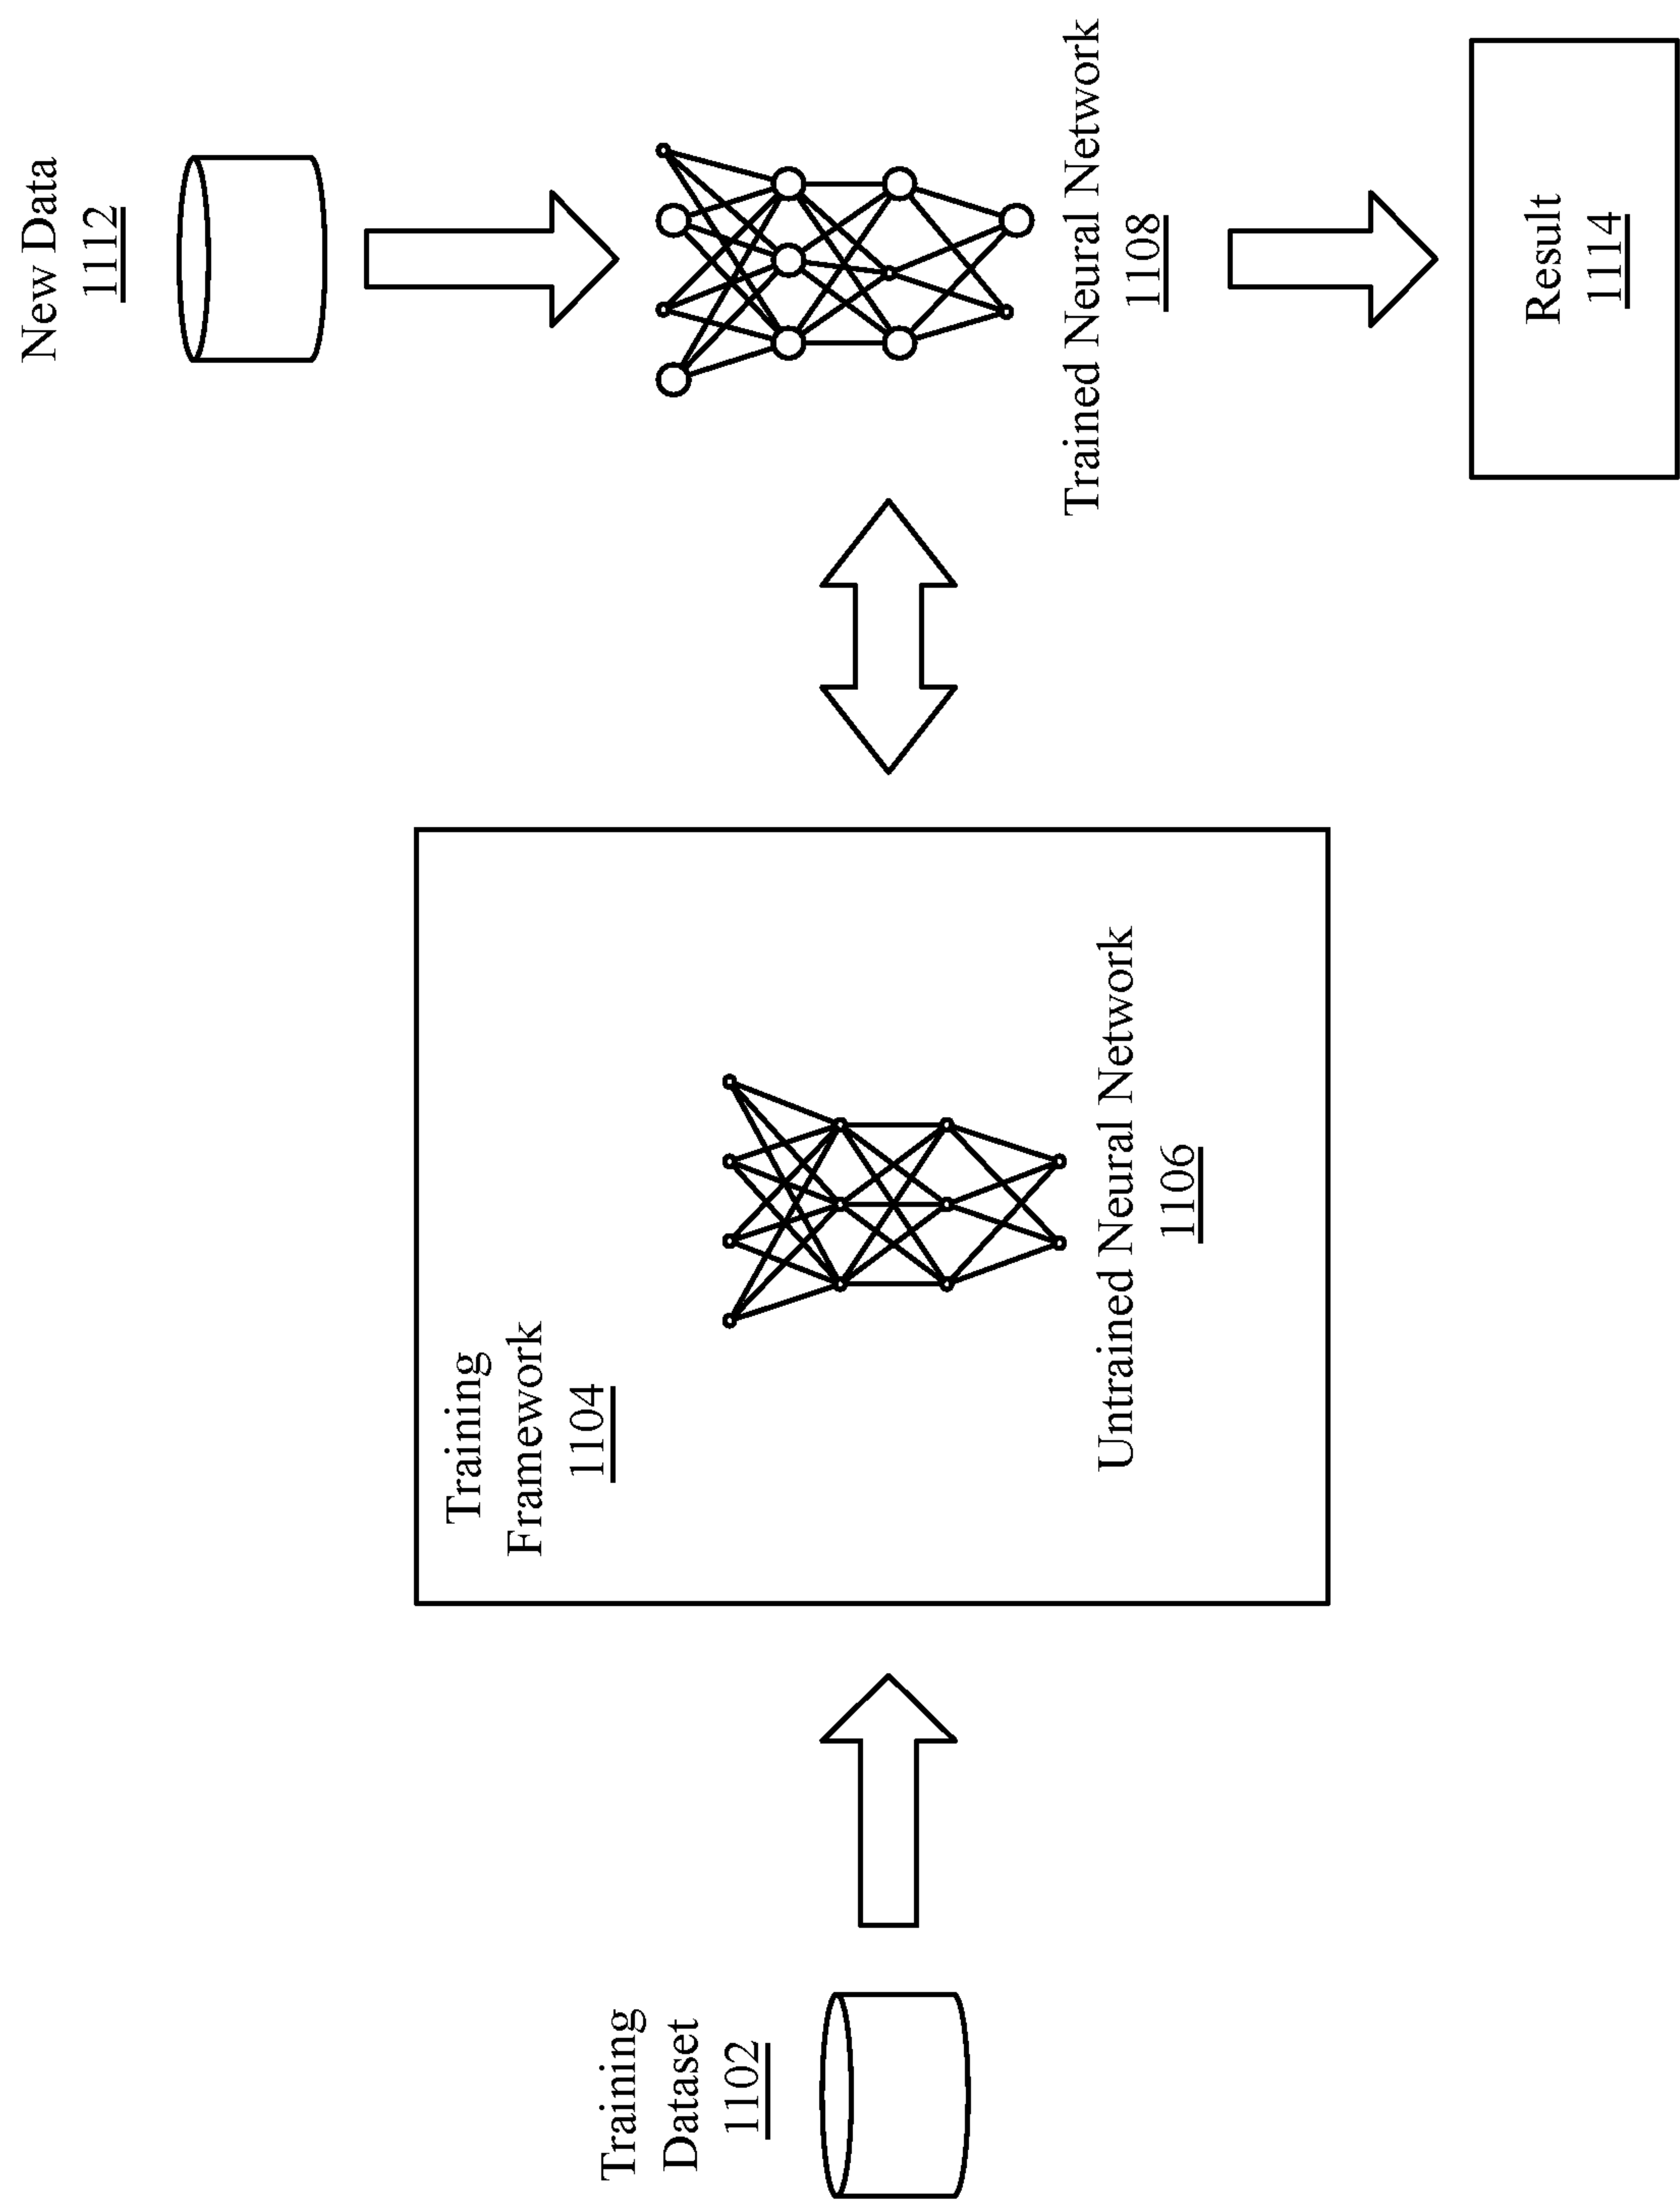 Training
Dataset
1102
Training
Framework
1104
Untrained Neural Network
1106
New Data
1112
Trained Neural Network
1108
Result
1114